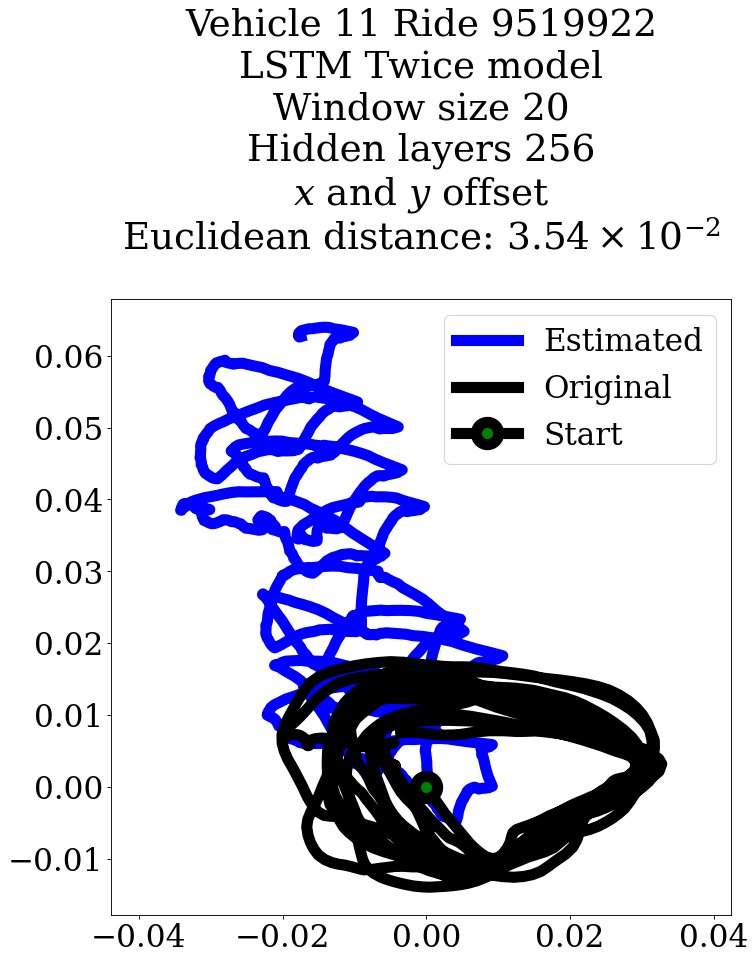 Vehicle 11 Ride 9519922
LSTM Twice model
Window size 20
Hidden layers 256
x and y offset
Euclidean distance: 3.54 × 10⁻²
Estimated
Original
Start
0.06
0.05
0.04
0.03
0.02
0.01
0.00
−0.01
−0.04 −0.02 0.00 0.02 0.04